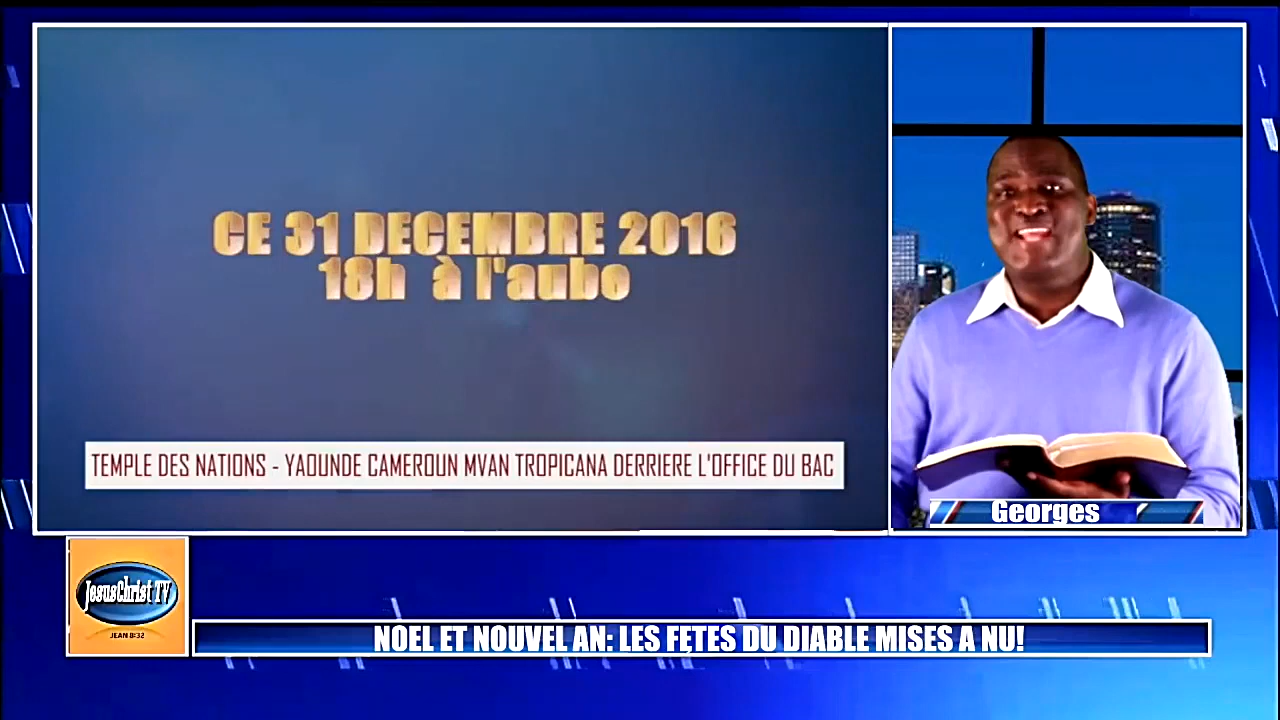 CE 31 DECEMBRE 2016
18h à l'aube
TEMPLE DES NATIONS - YAOUNDE CAMEROUN MVAN TROPICANA DERRIERE L'OFFICE DU BAC
Georges
JesusChrist TV
JEAN 8:32
NOEL ET NOUVEL AN: LES FETES DU DIABLE MISES A NU!